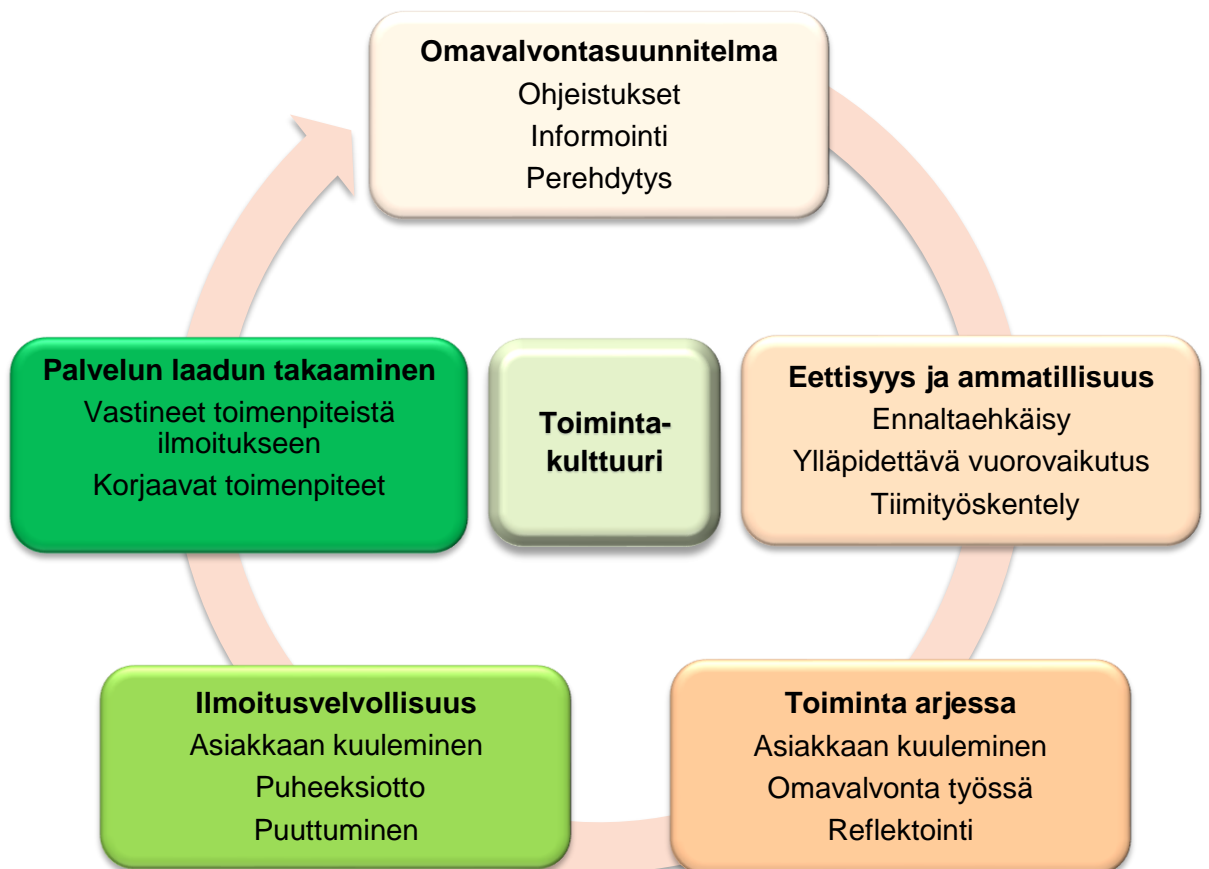 Omavalvontasuunnitelma
Ohjeistukset
Informointi
Perehdytys
Eettisyys ja ammatillisuus
Ennaltaehkäisy
Ylläpidettävä vuorovaikutus
Tiimityöskentely
Toiminta arjessa
Asiakkaan kuuleminen
Omavalvonta työssä
Reflektointi
Ilmoitusvelvollisuus
Asiakkaan kuuleminen
Puheeksiotto
Puuttuminen
Palvelun laadun takaaminen
Vastineet toimenpiteistä
ilmoitukseen
Korjaavat toimenpiteet
Toiminta-
kulttuuri